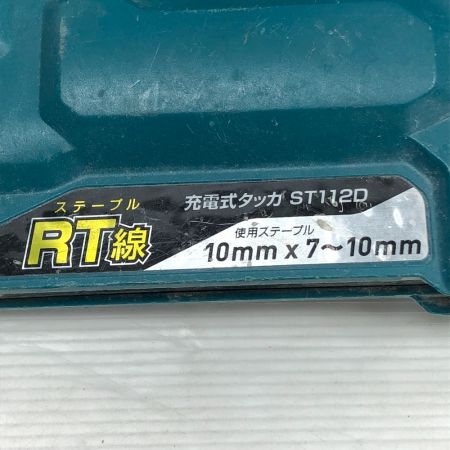 ステープル
RT線
充電式タッカ ST112D
使用ステープル
10mm x 7〜10mm